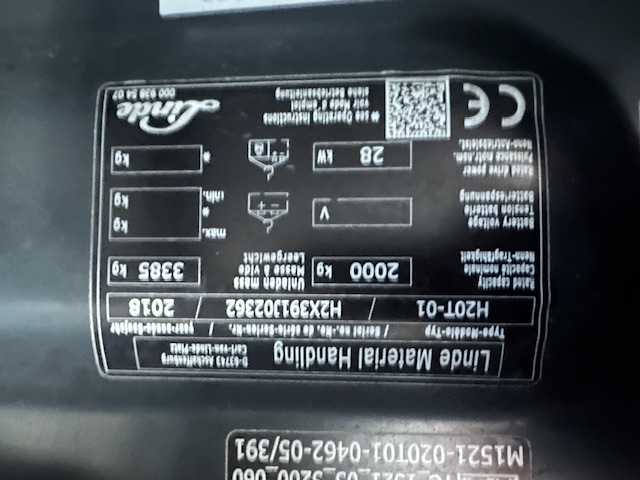 Linde Material Handling
Carl-von-Linde-Platz
D-63743 Aschaffenburg
Type-Modèle-Typ / Serial no.-No. de série-Serien-Nr. / year-année-Baujahr
H20T-01 / H2X391J02362 / 2018
Rated capacity
Capacité nominale
Nenn-Tragfähigkeit
2000 kg
Unladen mass
Masse à vide
Leergewicht
3385 kg
Battery voltage
Tension batterie
Batteriespannung
V
- +
max.
min.
*
kg
kg
Rated drive power
Puissance motr.nom.
Nenn-Antriebsleist.
28 kW
*
kg
CE
* see Operating Instructions
voir Mode d'emploi
siehe Betriebsanleitung
Linde
000 938 54 07
M1521-020T01-0462-05/391